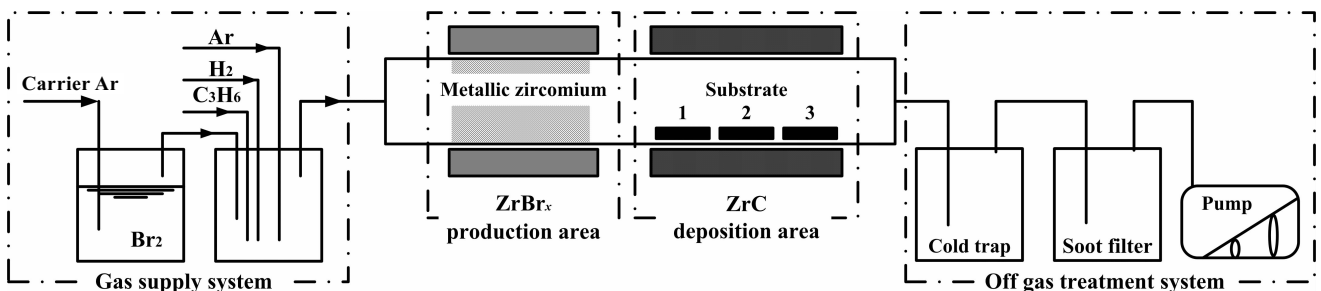 Ar
H2
C3H6
Carrier Ar
Br2
Gas supply system
Metallic zircomium
ZrBrx
production area
Substrate
1 2 3
ZrC
deposition area
Cold trap
Soot filter
Pump
Off gas treatment system